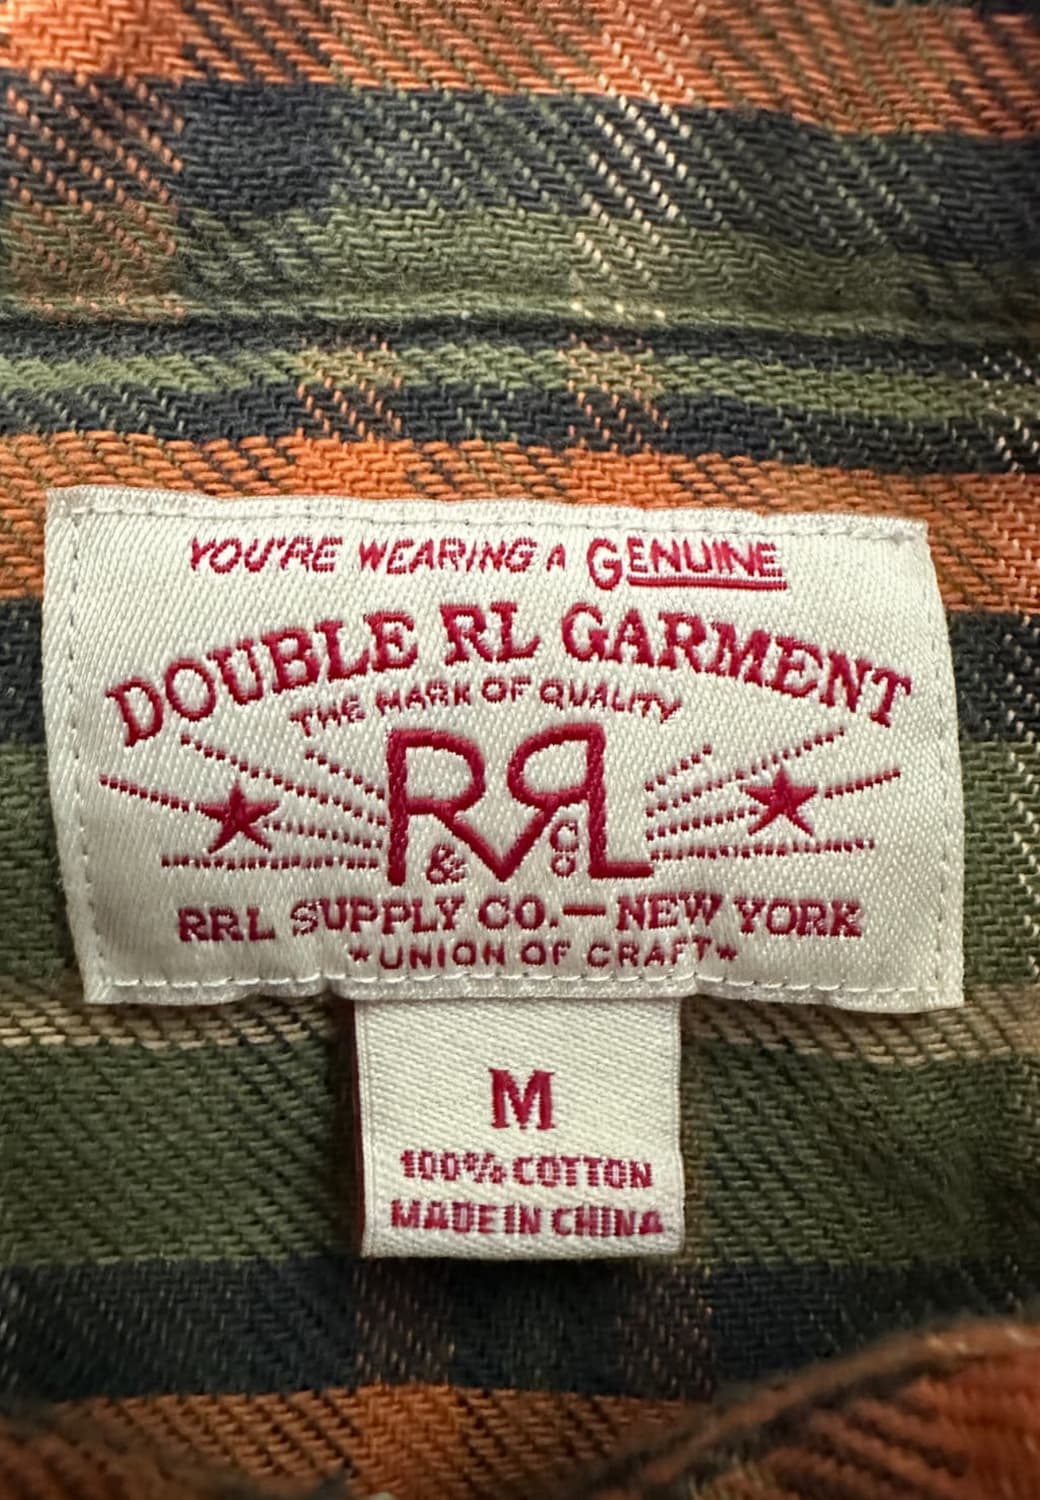 YOU'RE WEARING A GENUINE
DOUBLE RL GARMENT
THE MARK OF QUALITY
RRL
& CO
RRL SUPPLY CO.—NEW YORK
★UNION OF CRAFT★
M
100% COTTON
MADE IN CHINA